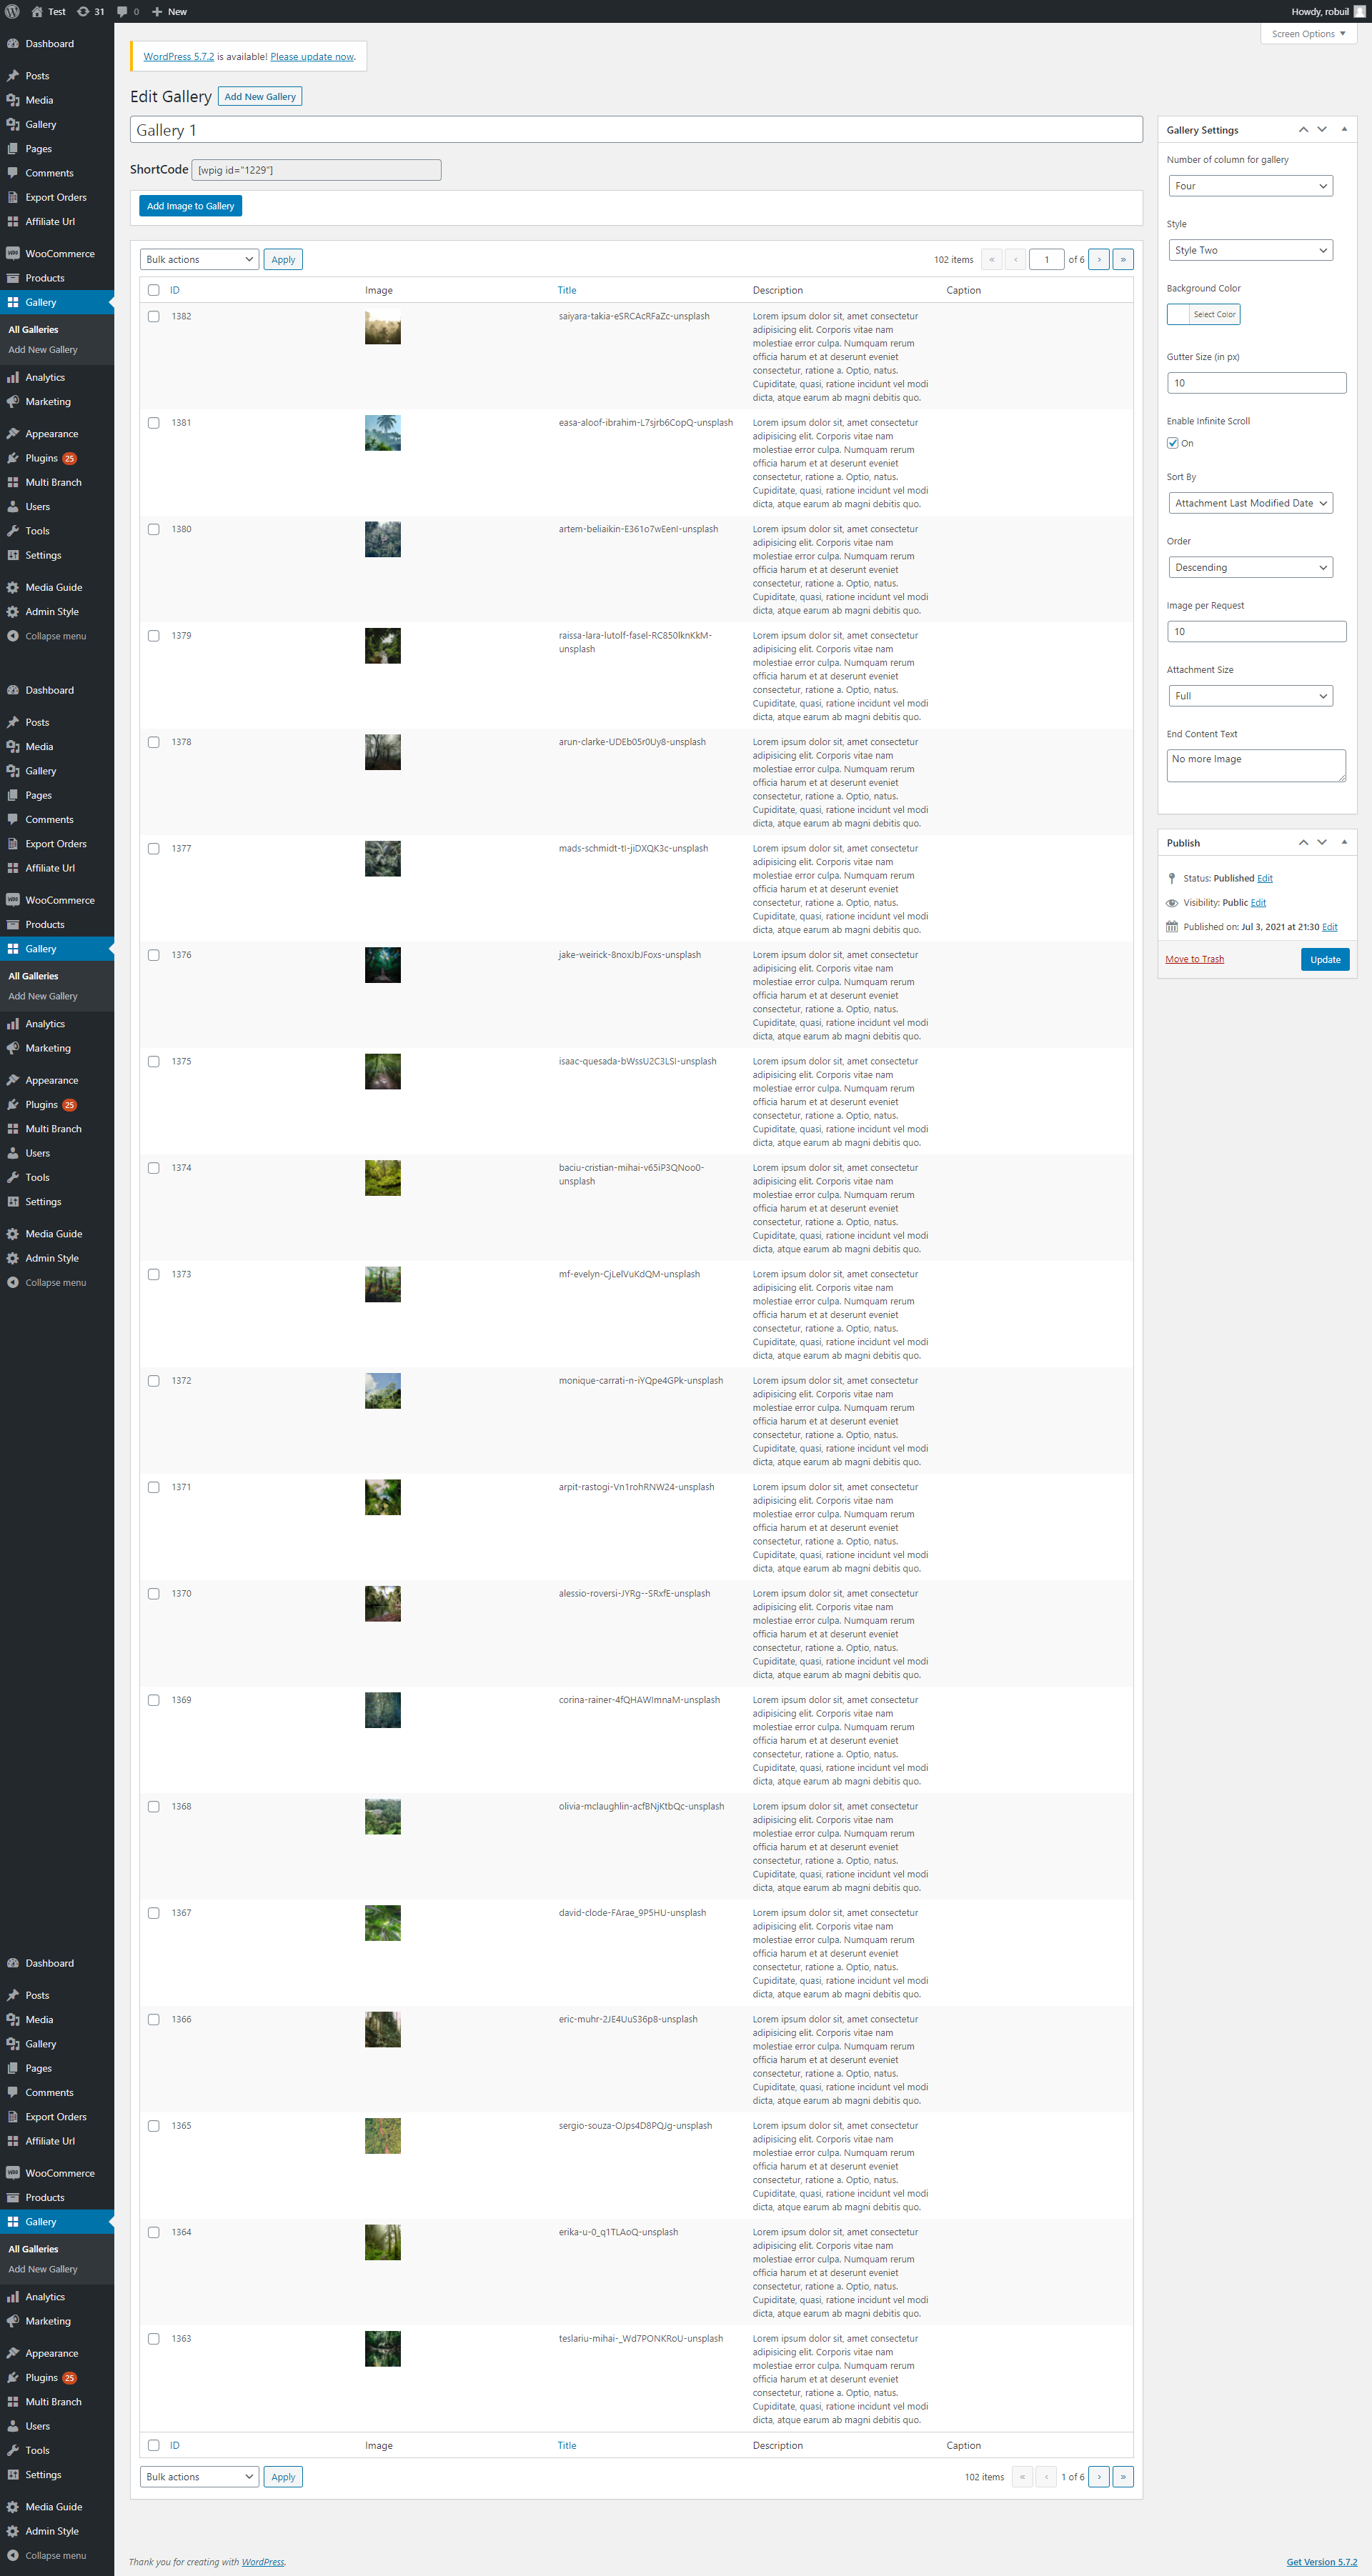 Test
31
0
New
Howdy, robuil
Dashboard
Posts
Media
Gallery
Pages
Comments
Export Orders
Affiliate Url
WooCommerce
Products
Gallery
All Galleries
Add New Gallery
Analytics
Marketing
Appearance
Plugins 25
Multi Branch
Users
Tools
Settings
Media Guide
Admin Style
Collapse menu
Dashboard
Posts
Media
Gallery
Pages
Comments
Export Orders
Affiliate Url
WooCommerce
Products
Gallery
All Galleries
Add New Gallery
Analytics
Marketing
Appearance
Plugins 25
Multi Branch
Users
Tools
Settings
Media Guide
Admin Style
Collapse menu
Dashboard
Posts
Media
Gallery
Pages
Comments
Export Orders
Affiliate Url
WooCommerce
Products
Gallery
All Galleries
Add New Gallery
Analytics
Marketing
Appearance
Plugins 25
Multi Branch
Users
Tools
Settings
Media Guide
Admin Style
Collapse menu
Screen Options
WordPress 5.7.2 is available! Please update now.
Edit Gallery Add New Gallery
Gallery 1
ShortCode [wpig id="1229"]
Add Image to Gallery
Bulk actions Apply 102 items « ‹ 1 of 6 › »
ID Image Title Description Caption
1382
saiyara-takia-eSRCAcRFaZc-unsplash
Lorem ipsum dolor sit, amet consectetur
adipisicing elit. Corporis vitae nam
molestiae error culpa. Numquam rerum
officia harum et at deserunt eveniet
consectetur, ratione a. Optio, natus.
Cupiditate, quasi, ratione incidunt vel modi
dicta, atque earum ab magni debitis quo.
1381
easa-aloof-ibrahim-L7sjrb6CopQ-unsplash
Lorem ipsum dolor sit, amet consectetur
adipisicing elit. Corporis vitae nam
molestiae error culpa. Numquam rerum
officia harum et at deserunt eveniet
consectetur, ratione a. Optio, natus.
Cupiditate, quasi, ratione incidunt vel modi
dicta, atque earum ab magni debitis quo.
1380
artem-beliaikin-E361o7wEenI-unsplash
Lorem ipsum dolor sit, amet consectetur
adipisicing elit. Corporis vitae nam
molestiae error culpa. Numquam rerum
officia harum et at deserunt eveniet
consectetur, ratione a. Optio, natus.
Cupiditate, quasi, ratione incidunt vel modi
dicta, atque earum ab magni debitis quo.
1379
raissa-lara-lutolf-fasel-RC850lknKkM-
unsplash
Lorem ipsum dolor sit, amet consectetur
adipisicing elit. Corporis vitae nam
molestiae error culpa. Numquam rerum
officia harum et at deserunt eveniet
consectetur, ratione a. Optio, natus.
Cupiditate, quasi, ratione incidunt vel modi
dicta, atque earum ab magni debitis quo.
1378
arun-clarke-UDEb05r0Uy8-unsplash
Lorem ipsum dolor sit, amet consectetur
adipisicing elit. Corporis vitae nam
molestiae error culpa. Numquam rerum
officia harum et at deserunt eveniet
consectetur, ratione a. Optio, natus.
Cupiditate, quasi, ratione incidunt vel modi
dicta, atque earum ab magni debitis quo.
1377
mads-schmidt-tI-jiDXQK3c-unsplash
Lorem ipsum dolor sit, amet consectetur
adipisicing elit. Corporis vitae nam
molestiae error culpa. Numquam rerum
officia harum et at deserunt eveniet
consectetur, ratione a. Optio, natus.
Cupiditate, quasi, ratione incidunt vel modi
dicta, atque earum ab magni debitis quo.
1376
jake-weirick-8noxJbJFoxs-unsplash
Lorem ipsum dolor sit, amet consectetur
adipisicing elit. Corporis vitae nam
molestiae error culpa. Numquam rerum
officia harum et at deserunt eveniet
consectetur, ratione a. Optio, natus.
Cupiditate, quasi, ratione incidunt vel modi
dicta, atque earum ab magni debitis quo.
1375
isaac-quesada-bWssU2C3LSI-unsplash
Lorem ipsum dolor sit, amet consectetur
adipisicing elit. Corporis vitae nam
molestiae error culpa. Numquam rerum
officia harum et at deserunt eveniet
consectetur, ratione a. Optio, natus.
Cupiditate, quasi, ratione incidunt vel modi
dicta, atque earum ab magni debitis quo.
1374
baciu-cristian-mihai-v65iP3QNoo0-
unsplash
Lorem ipsum dolor sit, amet consectetur
adipisicing elit. Corporis vitae nam
molestiae error culpa. Numquam rerum
officia harum et at deserunt eveniet
consectetur, ratione a. Optio, natus.
Cupiditate, quasi, ratione incidunt vel modi
dicta, atque earum ab magni debitis quo.
1373
mf-evelyn-CjLelVuKdQM-unsplash
Lorem ipsum dolor sit, amet consectetur
adipisicing elit. Corporis vitae nam
molestiae error culpa. Numquam rerum
officia harum et at deserunt eveniet
consectetur, ratione a. Optio, natus.
Cupiditate, quasi, ratione incidunt vel modi
dicta, atque earum ab magni debitis quo.
1372
monique-carrati-n-iYQpe4GPk-unsplash
Lorem ipsum dolor sit, amet consectetur
adipisicing elit. Corporis vitae nam
molestiae error culpa. Numquam rerum
officia harum et at deserunt eveniet
consectetur, ratione a. Optio, natus.
Cupiditate, quasi, ratione incidunt vel modi
dicta, atque earum ab magni debitis quo.
1371
arpit-rastogi-Vn1rohRNW24-unsplash
Lorem ipsum dolor sit, amet consectetur
adipisicing elit. Corporis vitae nam
molestiae error culpa. Numquam rerum
officia harum et at deserunt eveniet
consectetur, ratione a. Optio, natus.
Cupiditate, quasi, ratione incidunt vel modi
dicta, atque earum ab magni debitis quo.
1370
alessio-roversi-JYRg--SRxfE-unsplash
Lorem ipsum dolor sit, amet consectetur
adipisicing elit. Corporis vitae nam
molestiae error culpa. Numquam rerum
officia harum et at deserunt eveniet
consectetur, ratione a. Optio, natus.
Cupiditate, quasi, ratione incidunt vel modi
dicta, atque earum ab magni debitis quo.
1369
corina-rainer-4fQHAWImnaM-unsplash
Lorem ipsum dolor sit, amet consectetur
adipisicing elit. Corporis vitae nam
molestiae error culpa. Numquam rerum
officia harum et at deserunt eveniet
consectetur, ratione a. Optio, natus.
Cupiditate, quasi, ratione incidunt vel modi
dicta, atque earum ab magni debitis quo.
1368
olivia-mclaughlin-acfBNjKtbQc-unsplash
Lorem ipsum dolor sit, amet consectetur
adipisicing elit. Corporis vitae nam
molestiae error culpa. Numquam rerum
officia harum et at deserunt eveniet
consectetur, ratione a. Optio, natus.
Cupiditate, quasi, ratione incidunt vel modi
dicta, atque earum ab magni debitis quo.
1367
david-clode-FArae_9P5HU-unsplash
Lorem ipsum dolor sit, amet consectetur
adipisicing elit. Corporis vitae nam
molestiae error culpa. Numquam rerum
officia harum et at deserunt eveniet
consectetur, ratione a. Optio, natus.
Cupiditate, quasi, ratione incidunt vel modi
dicta, atque earum ab magni debitis quo.
1366
eric-muhr-2JE4UuS36p8-unsplash
Lorem ipsum dolor sit, amet consectetur
adipisicing elit. Corporis vitae nam
molestiae error culpa. Numquam rerum
officia harum et at deserunt eveniet
consectetur, ratione a. Optio, natus.
Cupiditate, quasi, ratione incidunt vel modi
dicta, atque earum ab magni debitis quo.
1365
sergio-souza-OJps4D8PQJg-unsplash
Lorem ipsum dolor sit, amet consectetur
adipisicing elit. Corporis vitae nam
molestiae error culpa. Numquam rerum
officia harum et at deserunt eveniet
consectetur, ratione a. Optio, natus.
Cupiditate, quasi, ratione incidunt vel modi
dicta, atque earum ab magni debitis quo.
1364
erika-u-0_q1TLAoQ-unsplash
Lorem ipsum dolor sit, amet consectetur
adipisicing elit. Corporis vitae nam
molestiae error culpa. Numquam rerum
officia harum et at deserunt eveniet
consectetur, ratione a. Optio, natus.
Cupiditate, quasi, ratione incidunt vel modi
dicta, atque earum ab magni debitis quo.
1363
teslariu-mihai-_Wd7PONKRoU-unsplash
Lorem ipsum dolor sit, amet consectetur
adipisicing elit. Corporis vitae nam
molestiae error culpa. Numquam rerum
officia harum et at deserunt eveniet
consectetur, ratione a. Optio, natus.
Cupiditate, quasi, ratione incidunt vel modi
dicta, atque earum ab magni debitis quo.
ID Image Title Description Caption
Bulk actions Apply 102 items « ‹ 1 of 6 › »
Gallery Settings
Number of column for gallery
Four
Style
Style Two
Background Color
Select Color
Gutter Size (in px)
10
Enable Infinite Scroll
On
Sort By
Attachment Last Modified Date
Order
Descending
Image per Request
10
Attachment Size
Full
End Content Text
No more Image
Publish
Status: Published Edit
Visibility: Public Edit
Published on: Jul 3, 2021 at 21:30 Edit
Move to Trash Update
Thank you for creating with WordPress.
Get Version 5.7.2